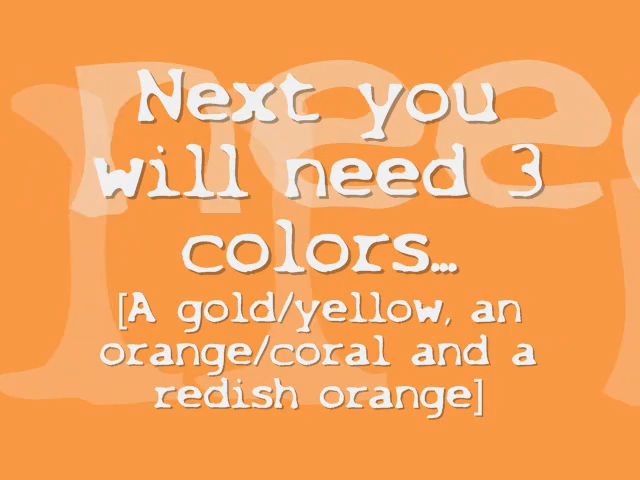 Next you
will need 3
colors...
[A gold/yellow, an
orange/coral and a
redish orange]